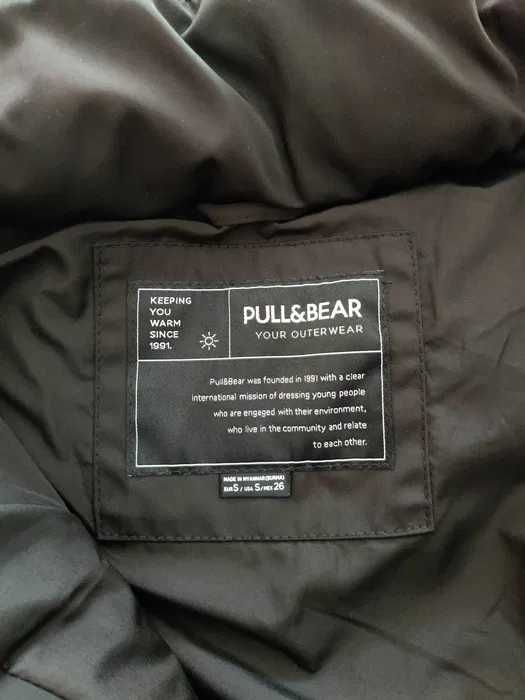 KEEPING
YOU
WARM
SINCE
1991.
PULL&BEAR
YOUR OUTERWEAR
Pull&Bear was founded in 1991 with a clear
international mission of dressing young people
who are engaged with their environment,
who live in the community and relate
to each other.
MADE IN MYANMAR(BURMA)
EUR S / USA S / MEX 26